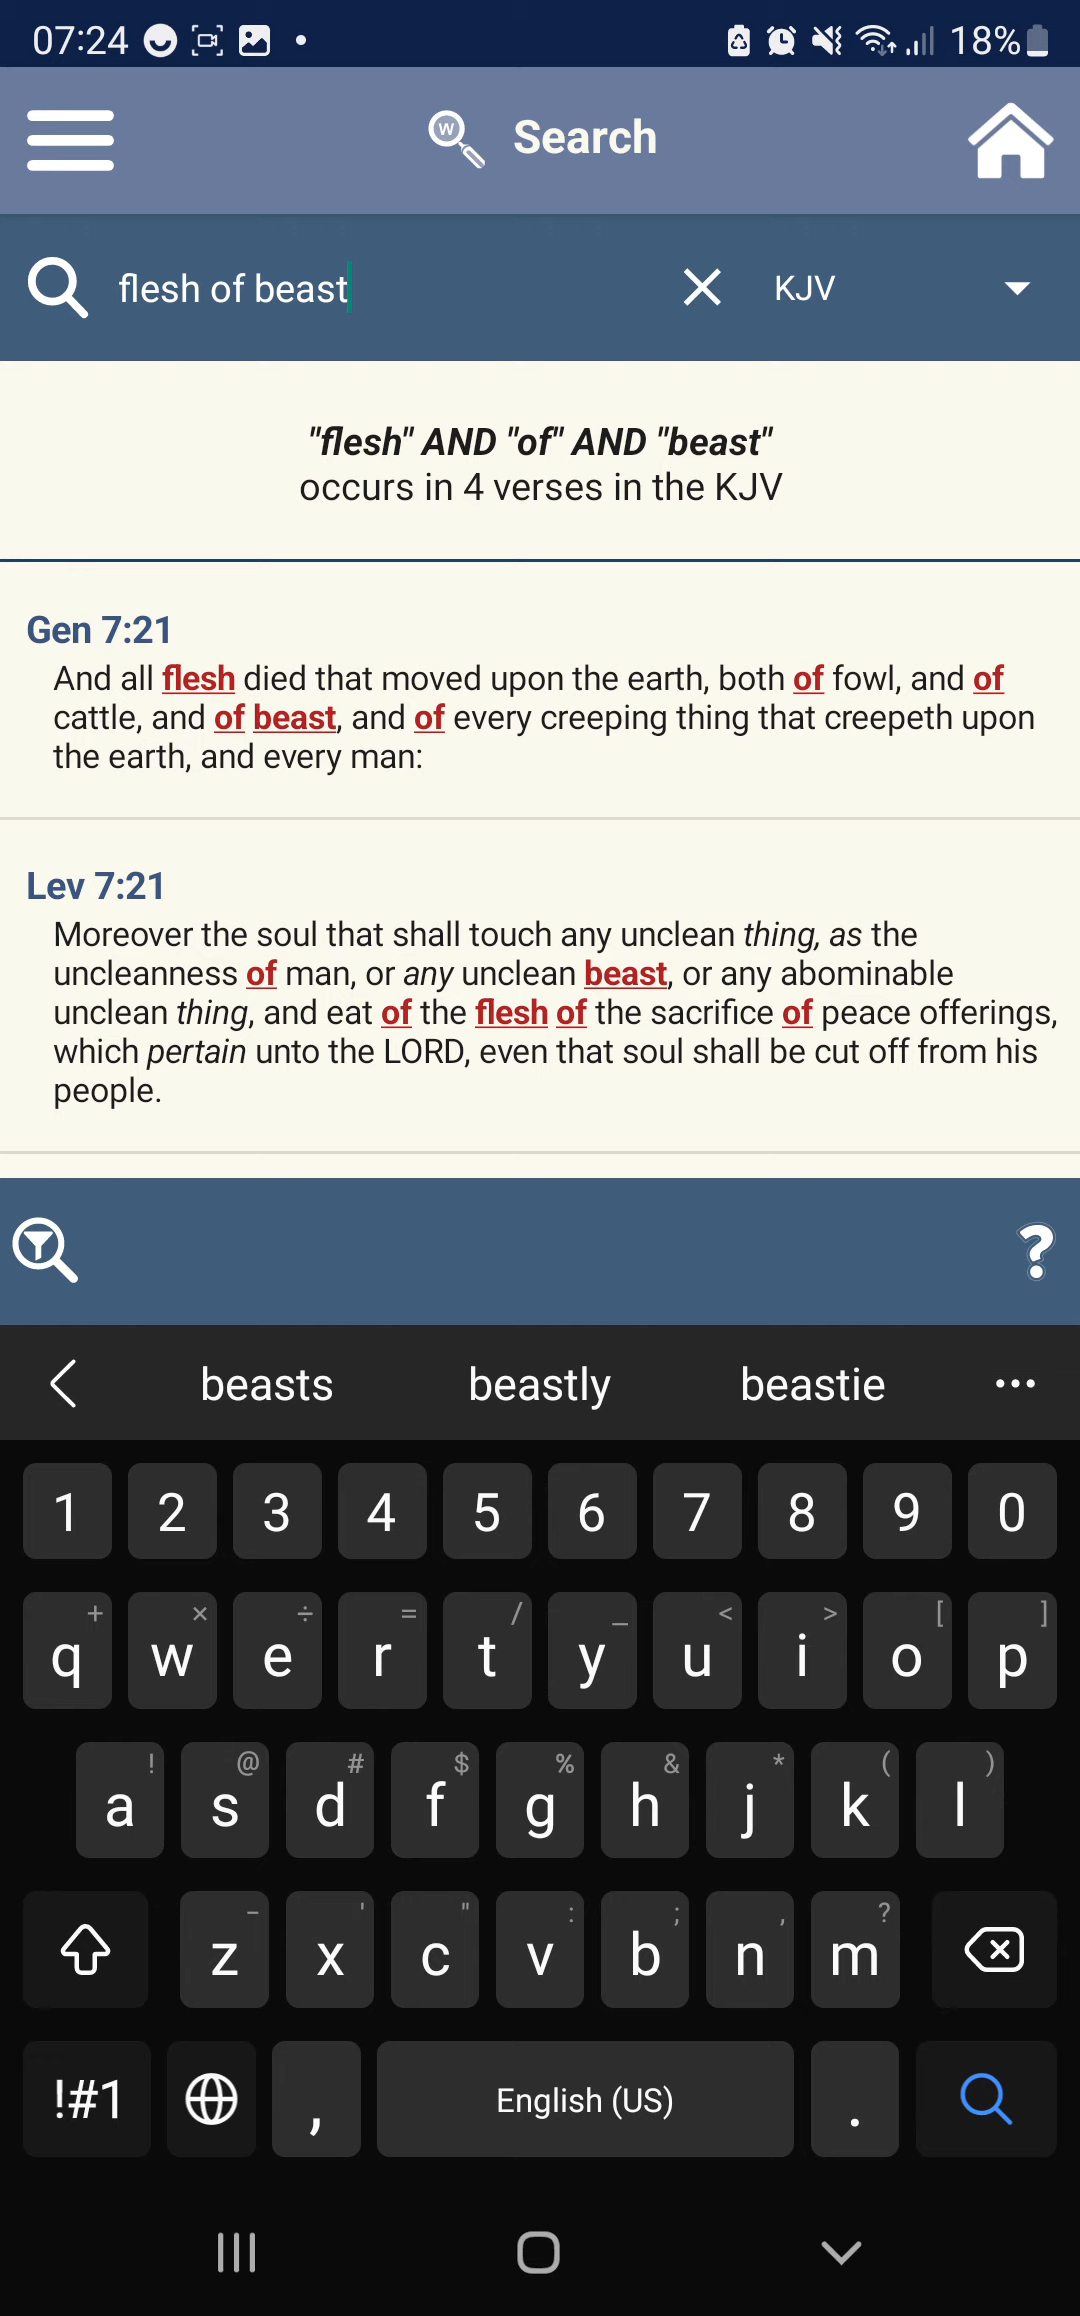 07:24
18%
W
Search
flesh of beast
KJV
"flesh" AND "of" AND "beast"
occurs in 4 verses in the KJV
Gen 7:21
And all flesh died that moved upon the earth, both of fowl, and of
cattle, and of beast, and of every creeping thing that creepeth upon
the earth, and every man:
Lev 7:21
Moreover the soul that shall touch any unclean thing, as the
uncleanness of man, or any unclean beast, or any abominable
unclean thing, and eat of the flesh of the sacrifice of peace offerings,
which pertain unto the LORD, even that soul shall be cut off from his
people.
?
beasts beastly beastie ...
1 2 3 4 5 6 7 8 9 0
+ × ÷ = / _ < > [ ]
q w e r t y u i o p
! @ # $ % & * ( )
a s d f g h j k l
- ' " : ; , ?
z x c v b n m
!#1 , English (US) .